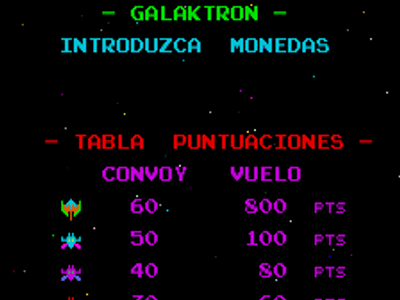 - GALAKTRON -
INTRODUZCA MONEDAS
- TABLA PUNTUACIONES -
CONVOY VUELO
60 800 PTS
50 100 PTS
40 80 PTS